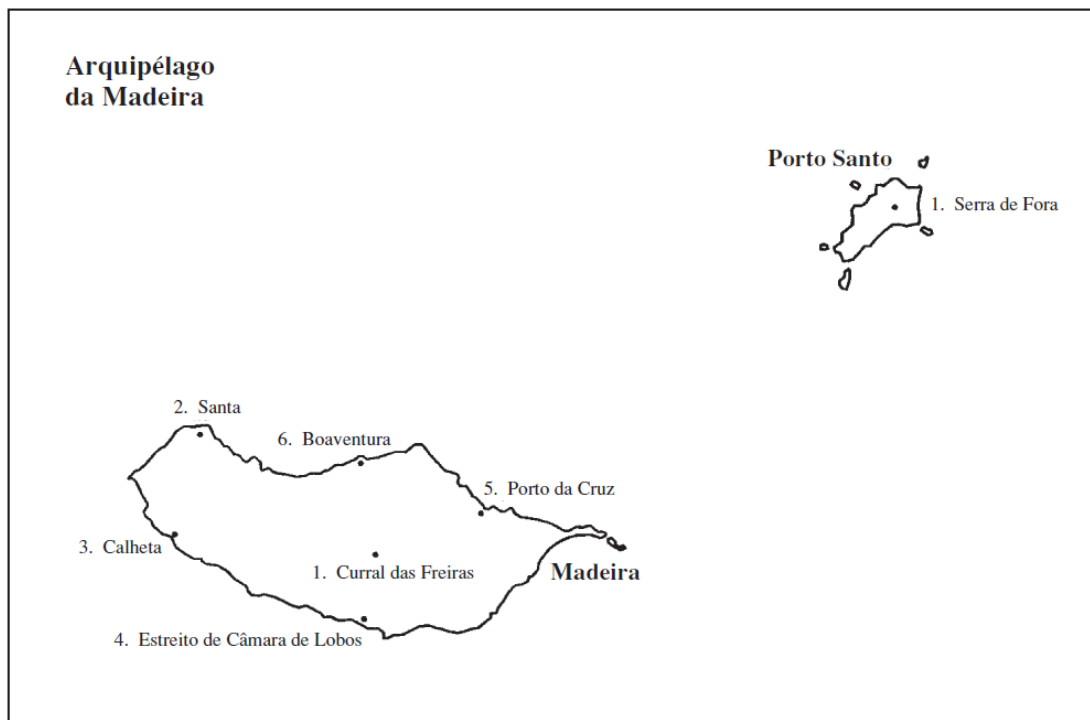 Arquipélago
da Madeira
Porto Santo
1. Serra de Fora
2. Santa
6. Boaventura
5. Porto da Cruz
3. Calheta
1. Curral das Freiras
Madeira
4. Estreito de Câmara de Lobos